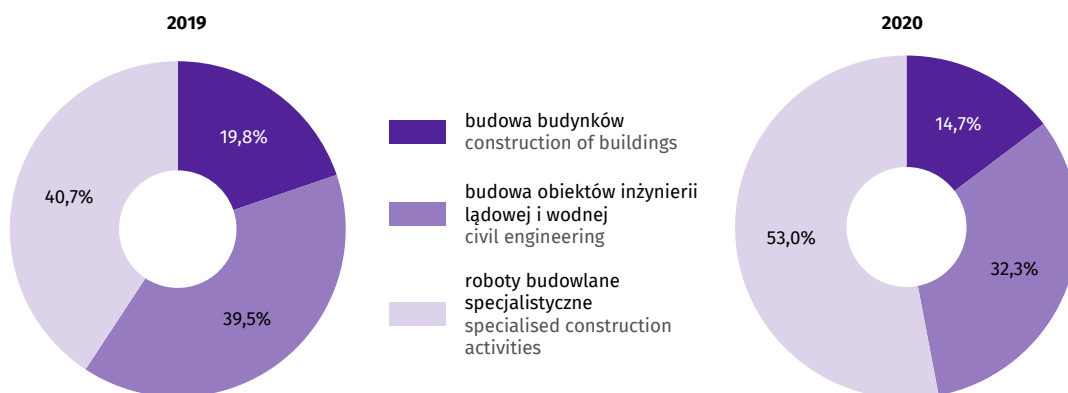 2019
19,8%
39,5%
40,7%
budowa budynków
construction of buildings
budowa obiektów inżynierii
lądowej i wodnej
civil engineering
roboty budowlane
specjalistyczne
specialised construction
activities
2020
14,7%
32,3%
53,0%